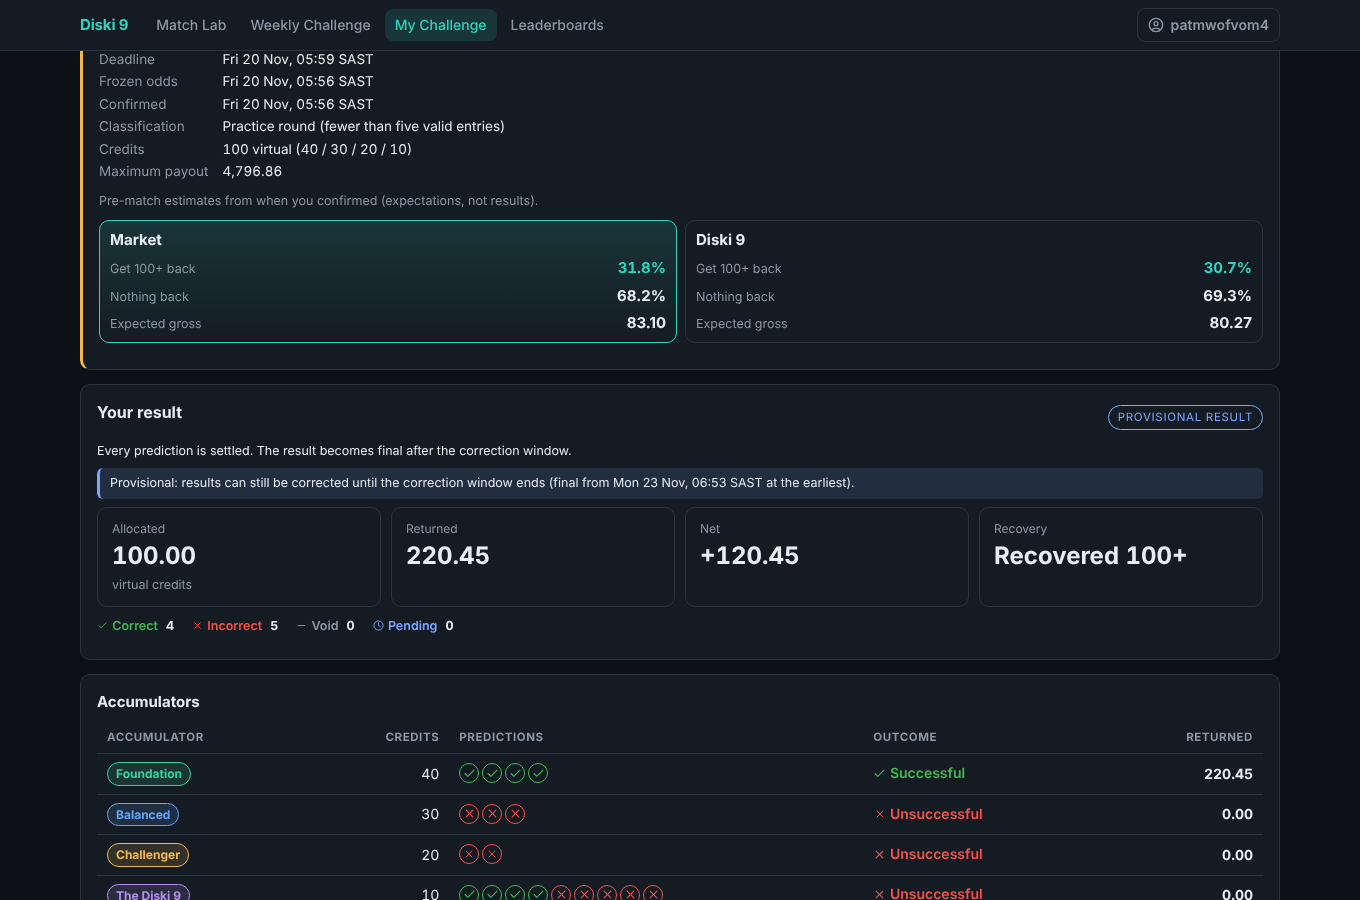 Diski 9 Match Lab Weekly Challenge My Challenge Leaderboards patmwofvom4
Deadline Fri 20 Nov, 05:59 SAST
Frozen odds Fri 20 Nov, 05:56 SAST
Confirmed Fri 20 Nov, 05:56 SAST
Classification Practice round (fewer than five valid entries)
Credits 100 virtual (40 / 30 / 20 / 10)
Maximum payout 4,796.86
Pre-match estimates from when you confirmed (expectations, not results).
Market
Get 100+ back 31.8%
Nothing back 68.2%
Expected gross 83.10
Diski 9
Get 100+ back 30.7%
Nothing back 69.3%
Expected gross 80.27
Your result PROVISIONAL RESULT
Every prediction is settled. The result becomes final after the correction window.
Provisional: results can still be corrected until the correction window ends (final from Mon 23 Nov, 06:53 SAST at the earliest).
Allocated
100.00
virtual credits
Returned
220.45
Net
+120.45
Recovery
Recovered 100+
Correct 4 Incorrect 5 Void 0 Pending 0
Accumulators
ACCUMULATOR CREDITS PREDICTIONS OUTCOME RETURNED
Foundation 40 Successful 220.45
Balanced 30 Unsuccessful 0.00
Challenger 20 Unsuccessful 0.00
The Diski 9 10 Unsuccessful 0.00